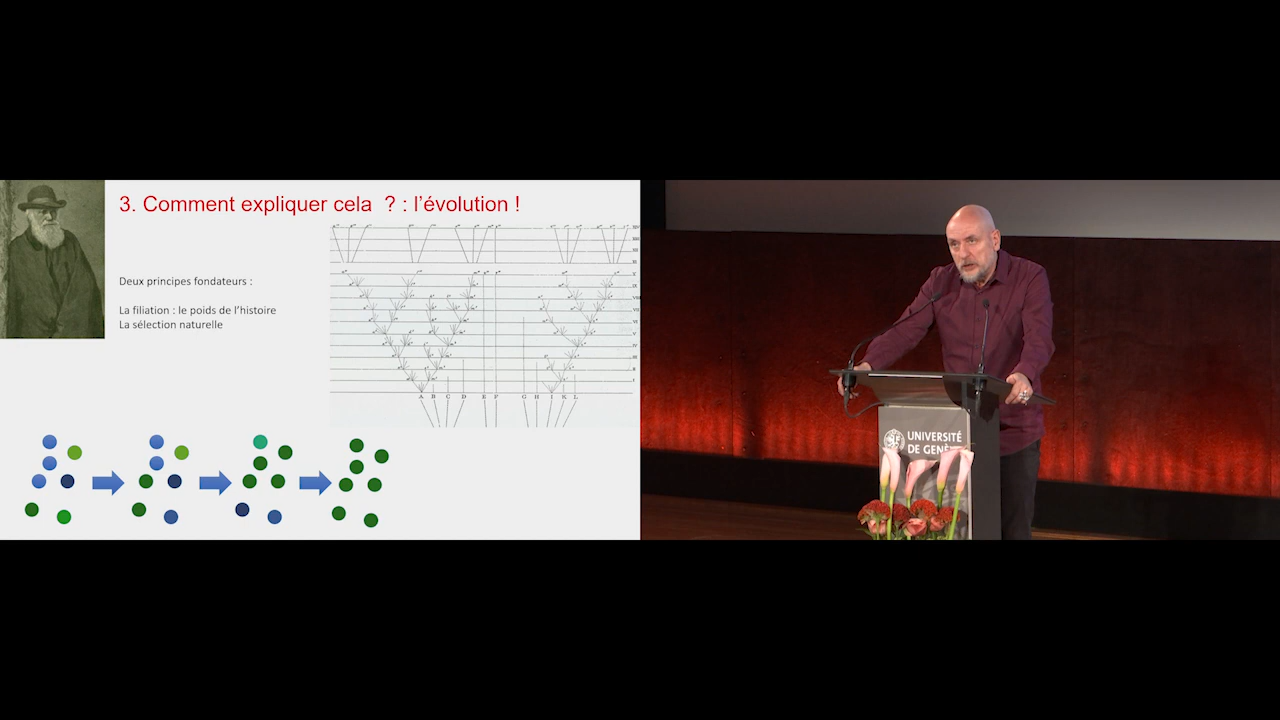 3. Comment expliquer cela ? : l'évolution !
Deux principes fondateurs :
La filiation : le poids de l'histoire
La sélection naturelle
A B C D E F G H I K L
UNIVERSITÉ
DE GENÈ